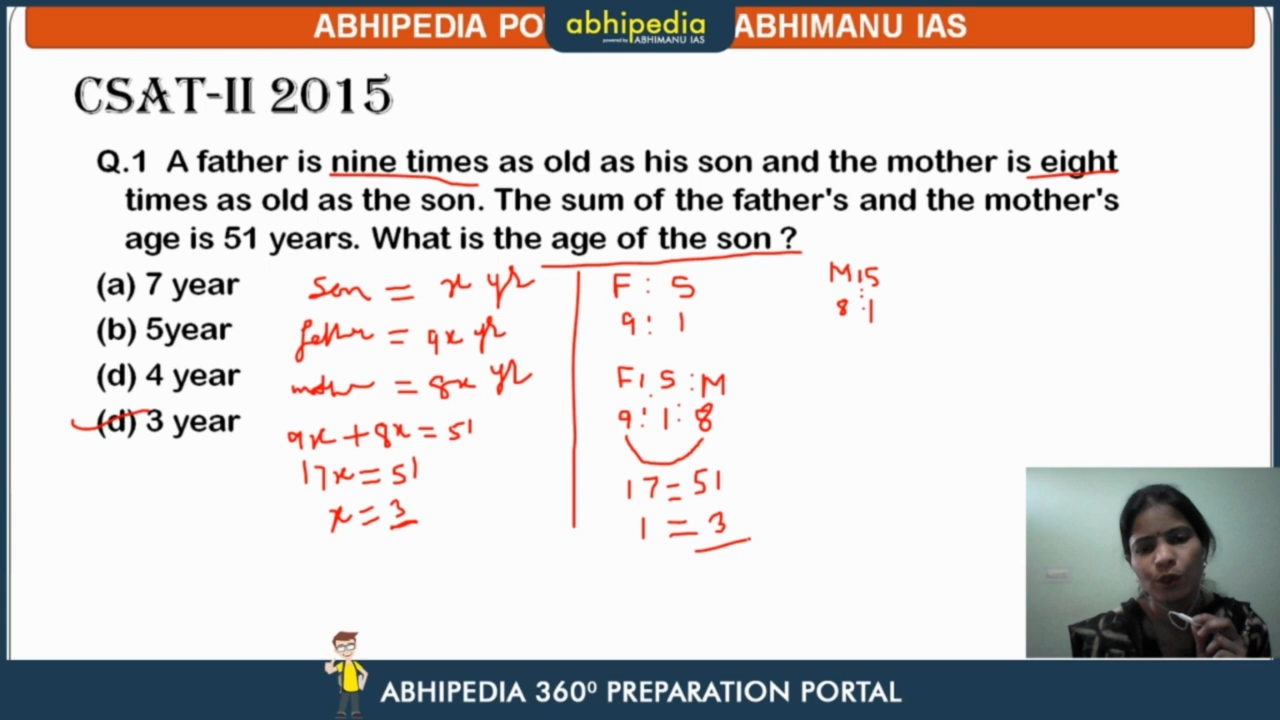 ABHIPEDIA PO
abhipedia
powered by ABHIMANU IAS
ABHIMANU IAS
CSAT-II 2015
Q.1 A father is nine times as old as his son and the mother is eight
times as old as the son. The sum of the father's and the mother's
age is 51 years. What is the age of the son ?
(a) 7 year
(b) 5year
(d) 4 year
(d) 3 year
Son = x yr
father = 9x yr
mother = 8x yr
9x + 8x = 51
17x = 51
x = 3
F : S
9 : 1
F : S : M
9 : 1 : 8
17 = 51
1 = 3
M : S
8 : 1
ABHIPEDIA 360⁰ PREPARATION PORTAL